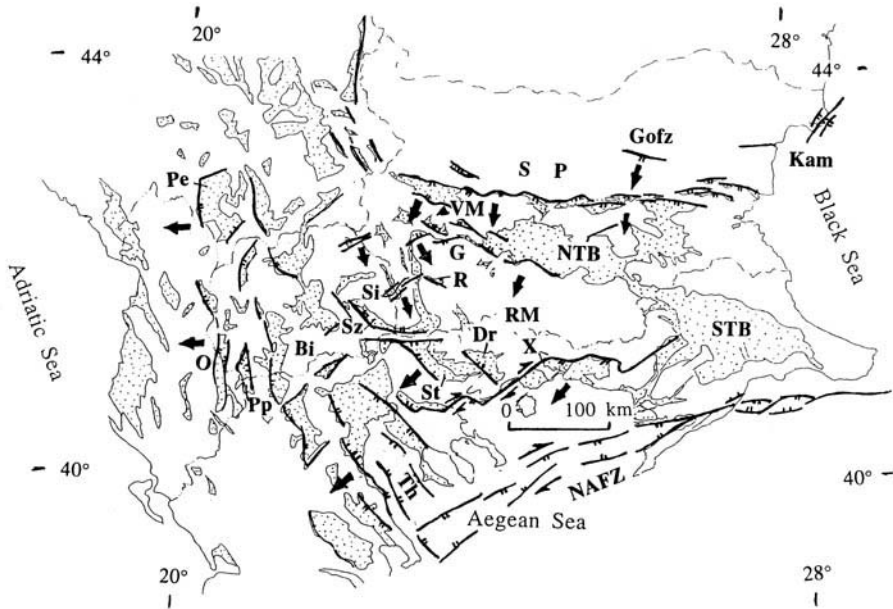 20°
28°
44°
44°
Gofz
S P
Kam
Pe
VM
Black Sea
NTB
G
Adriatic Sea
R
Si
RM
Sz
STB
Dr
Bi
X
O
St
0 100 km
Pp
40°
Th
NAFZ
40°
Aegean Sea
20°
28°